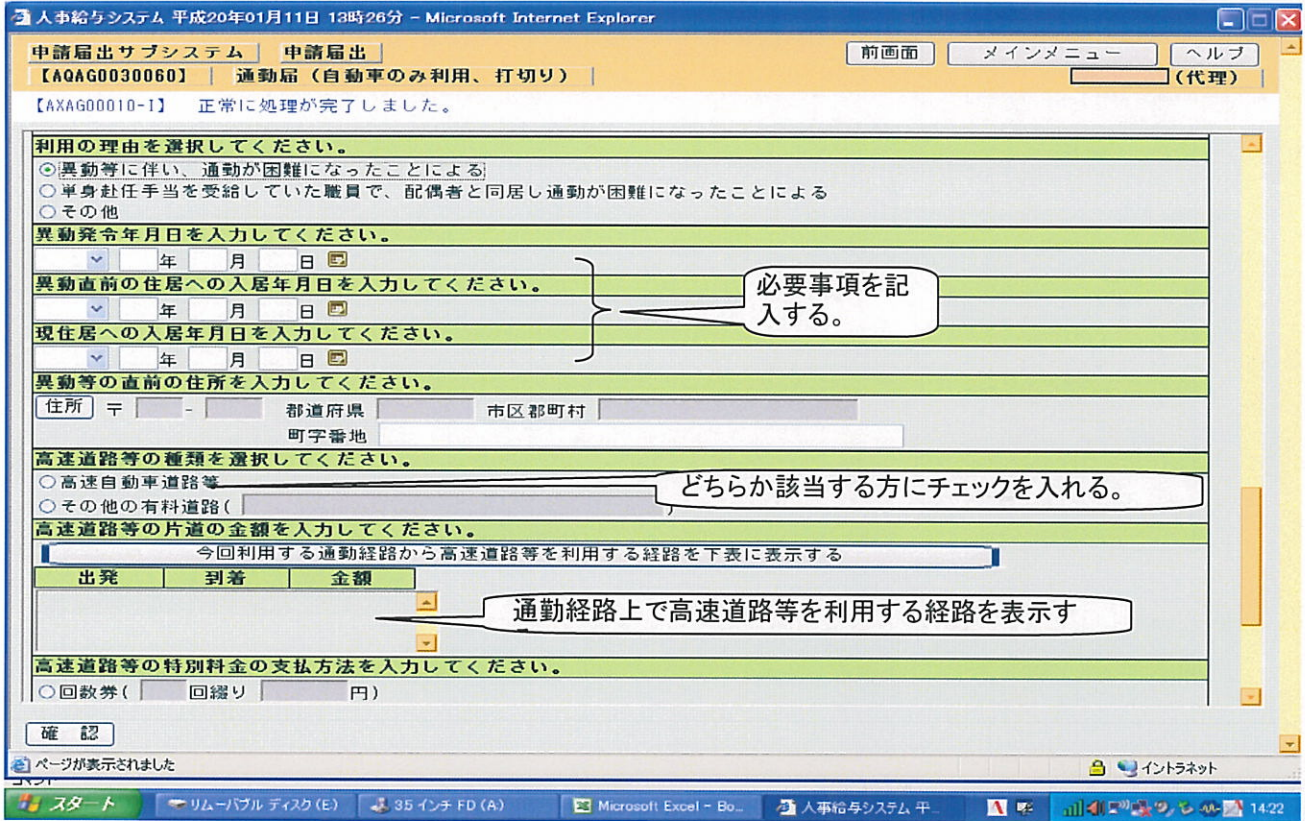 人事給与システム 平成20年01月11日 13時26分 - Microsoft Internet Explorer
申請届出サブシステム 申請届出 前画面 メインメニュー ヘルプ
【AQAG0030060】 通勤届（自動車のみ利用、打切り） (代理)
【AXAG00010-I】 正常に処理が完了しました。
利用の理由を選択してください。
異動等に伴い、通勤が困難になったことによる
単身赴任手当を受給していた職員で、配偶者と同居し通勤が困難になったことによる
その他
異動発令年月日を入力してください。
年 月 日
異動直前の住居への入居年月日を入力してください。
年 月 日
現住居への入居年月日を入力してください。
年 月 日
必要事項を記
入する。
異動等の直前の住所を入力してください。
住所 〒 - 都道府県 市区郡町村
町字番地
高速道路等の種類を選択してください。
高速自動車道路等
どちらか該当する方にチェックを入れる。
その他の有料道路( )
高速道路等の片道の金額を入力してください。
今回利用する通勤経路から高速道路等を利用する経路を下表に表示する
出発 到着 金額
通勤経路上で高速道路等を利用する経路を表示す
高速道路等の特別料金の支払方法を入力してください。
回数券( 回綴り 円)
確 認
ページが表示されました イントラネット
スタート リムーバブル ディスク (E:) 3.5 インチ FD (A:) Microsoft Excel - Bo... 人事給与システム 平... A 14:22